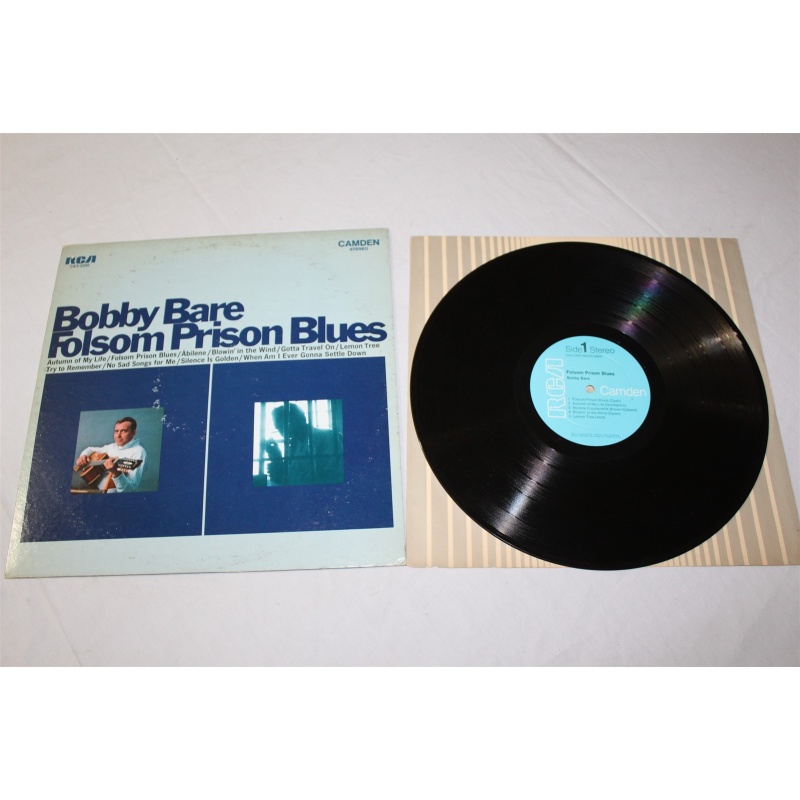 RCA
CAMDEN
STEREO
Bobby Bare
Folsom Prison Blues
Autumn of My Life/Folsom Prison Blues/Abilene/Blowin' in the Wind/Gotta Travel On/Lemon Tree
Try to Remember/No Sad Songs for Me/Silence Is Golden/When Am I Ever Gonna Settle Down
Side 1 Stereo
RCA
Camden
Folsom Prison Blues
Bobby Bare